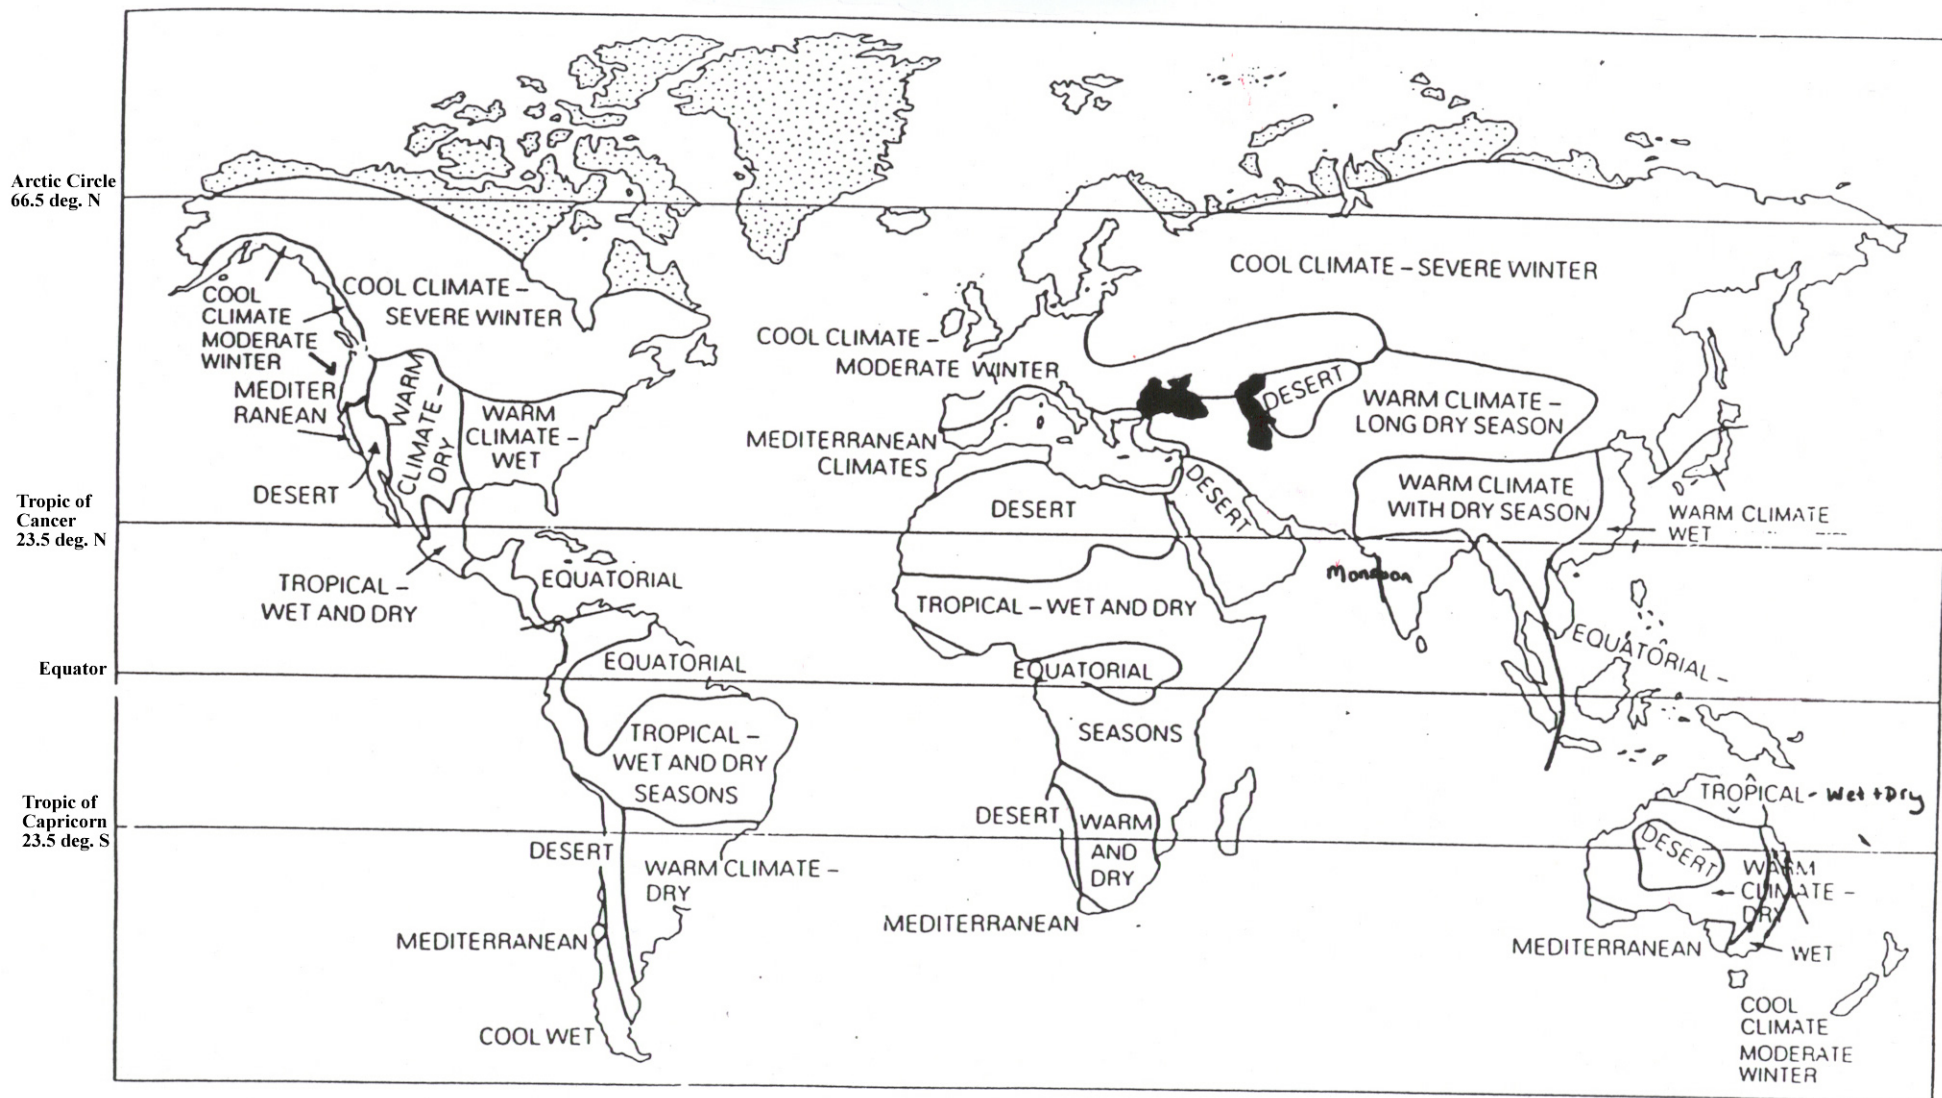 Arctic Circle
66.5 deg. N
COOL CLIMATE – SEVERE WINTER
COOL
CLIMATE
MODERATE
WINTER
COOL CLIMATE –
SEVERE WINTER
COOL CLIMATE –
MODERATE WINTER
MEDITER
RANEAN
WARM
CLIMATE –
DRY
WARM
CLIMATE –
WET
DESERT
MEDITERRANEAN
CLIMATES
DESERT
WARM CLIMATE –
LONG DRY SEASON
DESERT
DESERT
WARM CLIMATE
WITH DRY SEASON
WARM CLIMATE
WET
Tropic of
Cancer
23.5 deg. N
TROPICAL –
WET AND DRY
EQUATORIAL
Monsoon
TROPICAL – WET AND DRY
Equator
EQUATORIAL
EQUATORIAL
EQUATORIAL –
TROPICAL –
WET AND DRY
SEASONS
SEASONS
Tropic of
Capricorn
23.5 deg. S
DESERT
WARM CLIMATE –
DRY
DESERT
WARM
AND
DRY
TROPICAL – Wet + Dry
DESERT
WARM
CLIMATE –
DRY
MEDITERRANEAN
MEDITERRANEAN
MEDITERRANEAN
WET
COOL WET
COOL
CLIMATE
MODERATE
WINTER